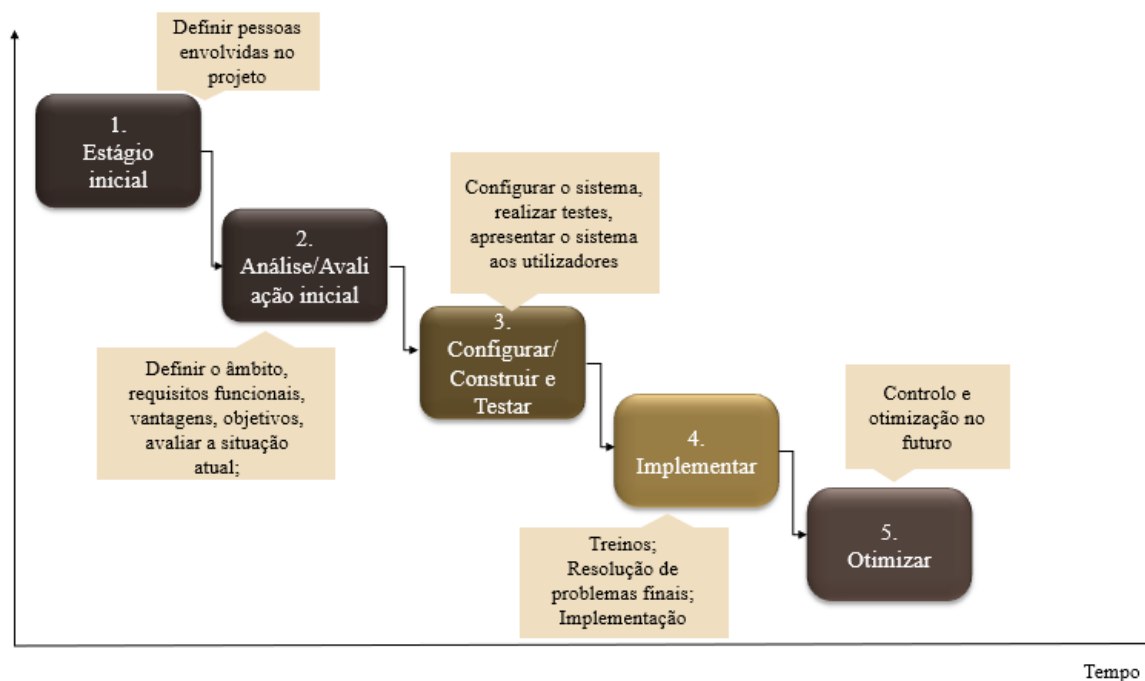 Definir pessoas
envolvidas no
projeto
1.
Estágio
inicial
2.
Análise/Avali
ação inicial
Definir o âmbito,
requisitos funcionais,
vantagens, objetivos,
avaliar a situação
atual;
Configurar o sistema,
realizar testes,
apresentar o sistema
aos utilizadores
3.
Configurar/
Construir e
Testar
4.
Implementar
Treinos;
Resolução de
problemas finais;
Implementação
Controlo e
otimização no
futuro
5.
Otimizar
Tempo